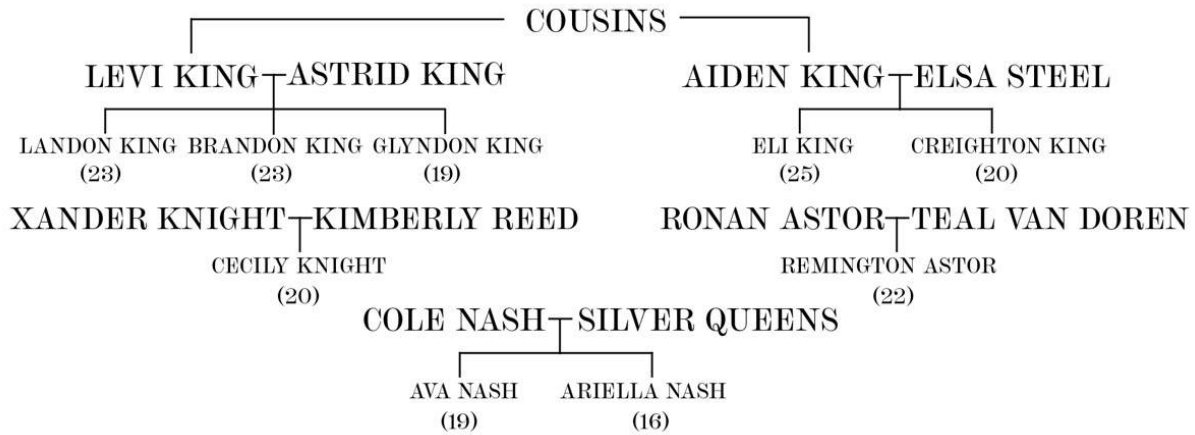 COUSINS
LEVI KING ASTRID KING AIDEN KING ELSA STEEL
LANDON KING BRANDON KING GLYNDON KING ELI KING CREIGHTON KING
(23) (23) (19) (25) (20)
XANDER KNIGHT KIMBERLY REED RONAN ASTOR TEAL VAN DOREN
CECILY KNIGHT REMINGTON ASTOR
(20) (22)
COLE NASH SILVER QUEENS
AVA NASH ARIELLA NASH
(19) (16)